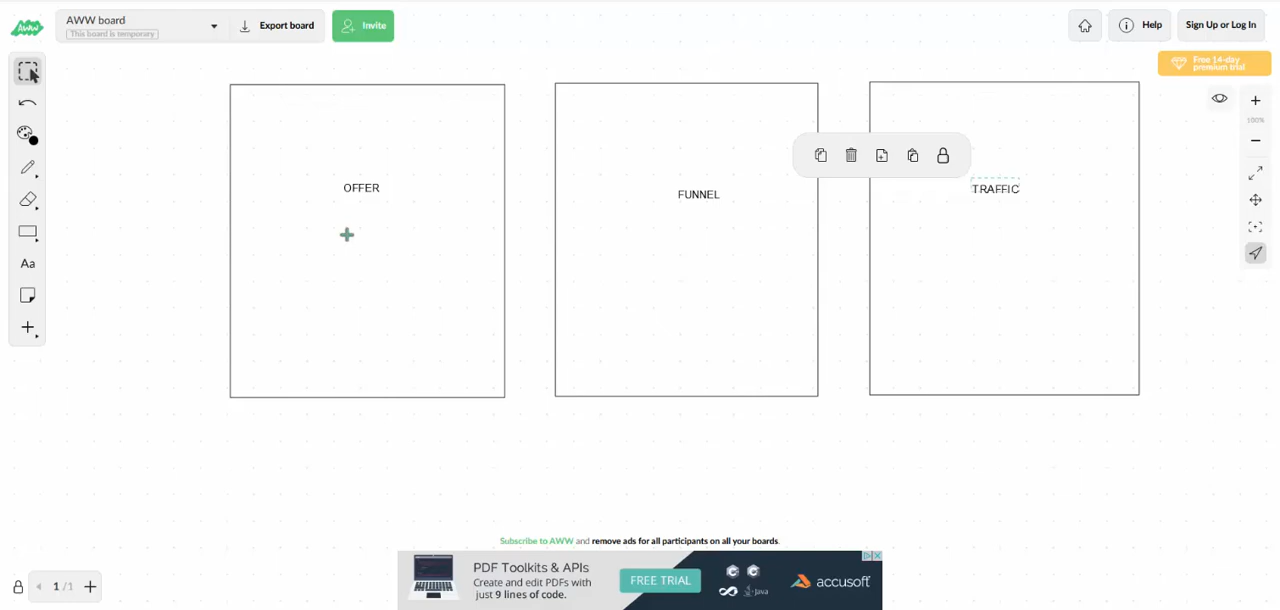 AWW
AWW board
This board is temporary
Export board
Invite
Help
Sign Up or Log In
Free 14-day
premium trial
100%
Aa
OFFER
FUNNEL
TRAFFIC
Subscribe to AWW and remove ads for all participants on all your boards.
PDF Toolkits & APIs
Create and edit PDFs with
just 9 lines of code.
FREE TRIAL
Java
accusoft
1 /1